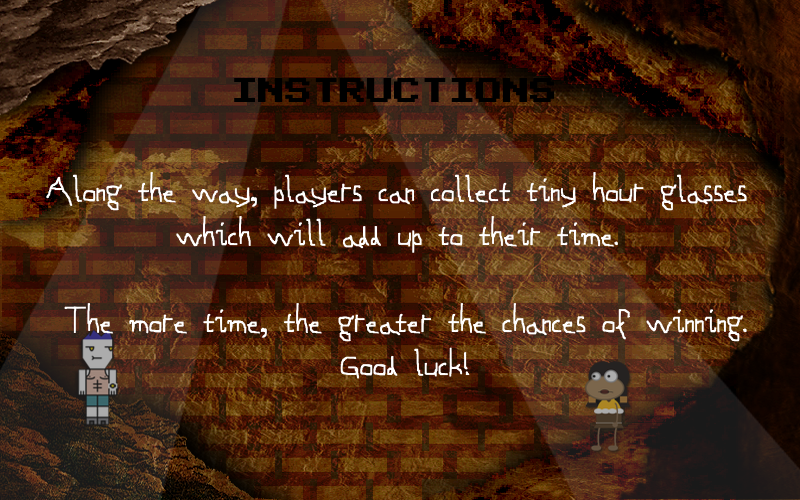 INSTRUCTIONS
Along the way, players can collect tiny hour glasses
which will add up to their time.
The more time, the greater the chances of winning.
Good luck!